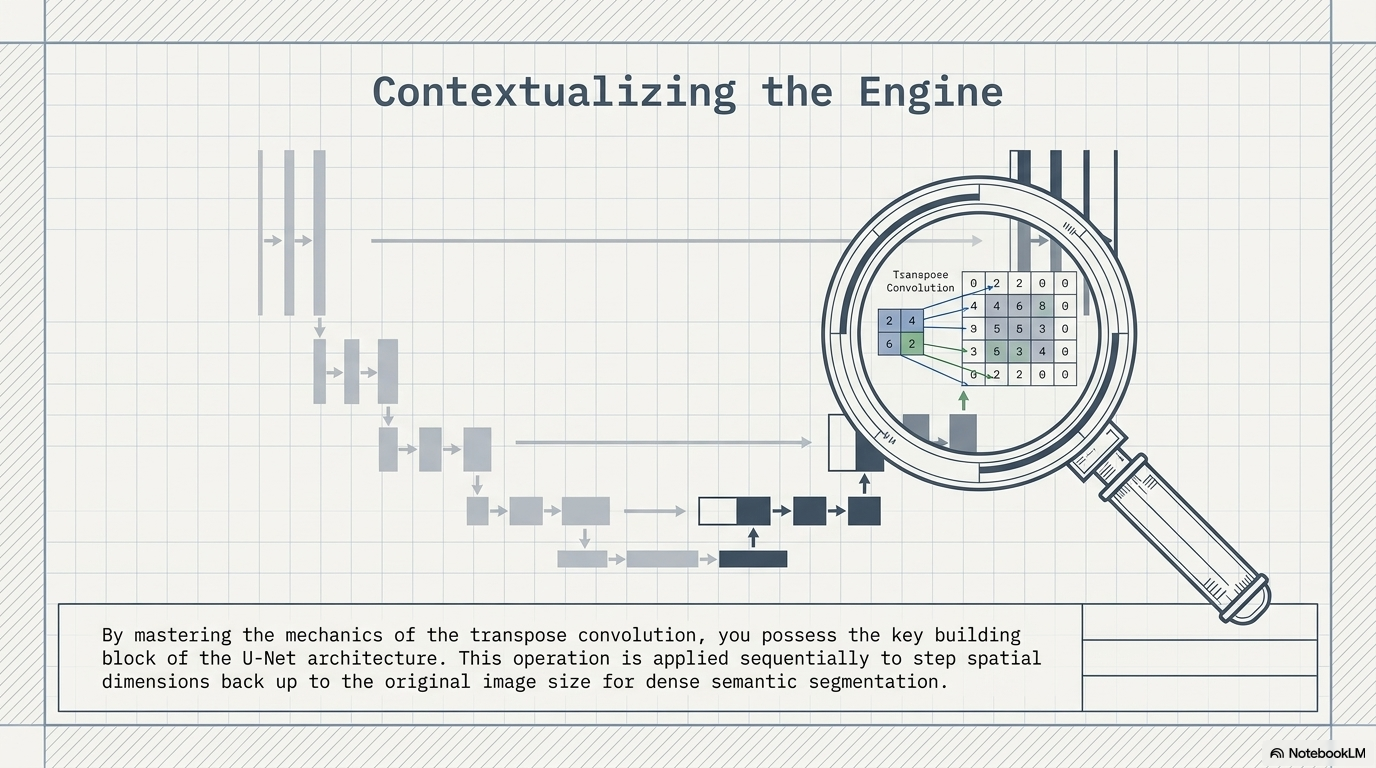 Contextualizing the Engine
Tsanspoee
Convolution
0 2 2 0 0
4 4 6 8 0
2 4
9 5 5 3 0
6 2
3 5 3 4 0
0 2 2 0 0
By mastering the mechanics of the transpose convolution, you possess the key building
block of the U-Net architecture. This operation is applied sequentially to step spatial
dimensions back up to the original image size for dense semantic segmentation.
NotebookLM